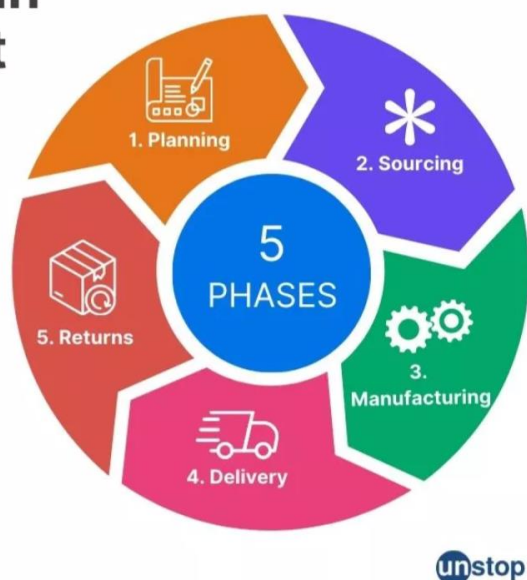 1. Planning
2. Sourcing
5
PHASES
3.
Manufacturing
4. Delivery
5. Returns
unstop